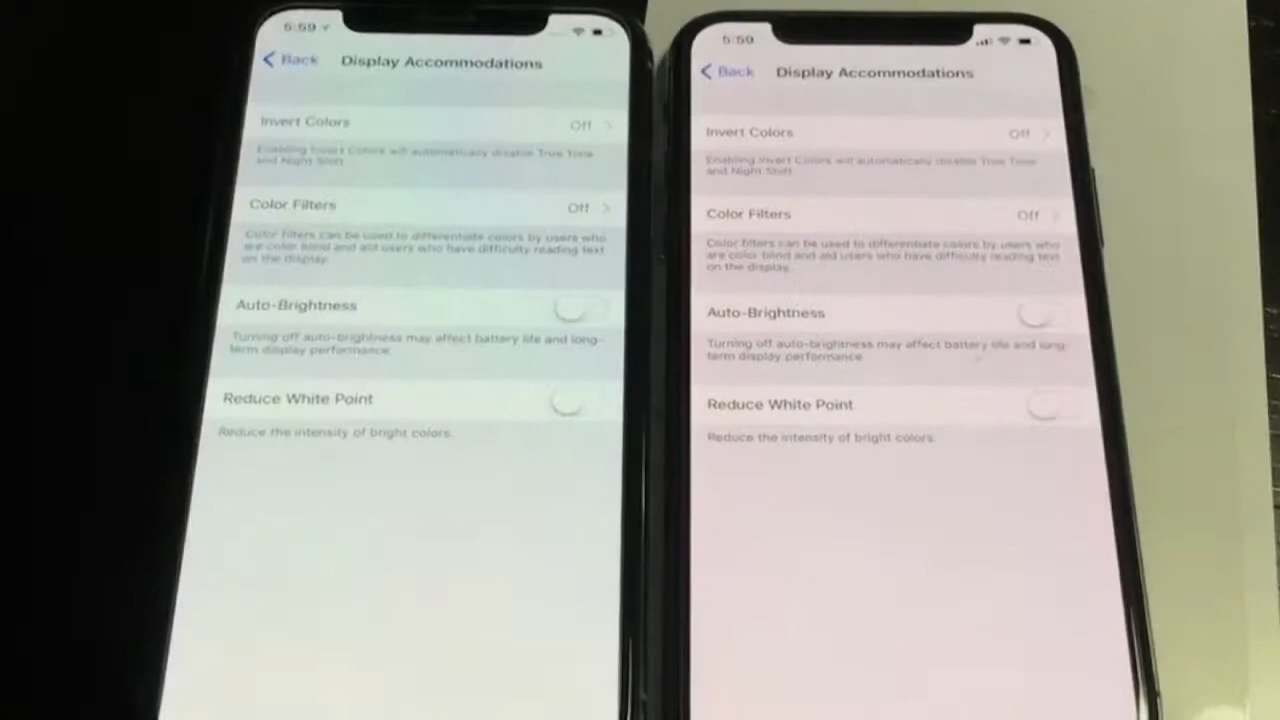 5:59
Back
Display Accommodations
Invert Colors
Off
Enabling Invert Colors will automatically disable True Tone
and Night Shift.
Color Filters
Off
Color filters can be used to differentiate colors by users who
are color blind and aid users who have difficulty reading text
on the display.
Auto-Brightness
Turning off auto-brightness may affect battery life and long-
term display performance.
Reduce White Point
Reduce the intensity of bright colors.
5:59
Back
Display Accommodations
Invert Colors
Off
Enabling Invert Colors will automatically disable True Tone
and Night Shift.
Color Filters
Off
Color filters can be used to differentiate colors by users who
are color blind and aid users who have difficulty reading text
on the display.
Auto-Brightness
Turning off auto-brightness may affect battery life and long-
term display performance.
Reduce White Point
Reduce the intensity of bright colors.